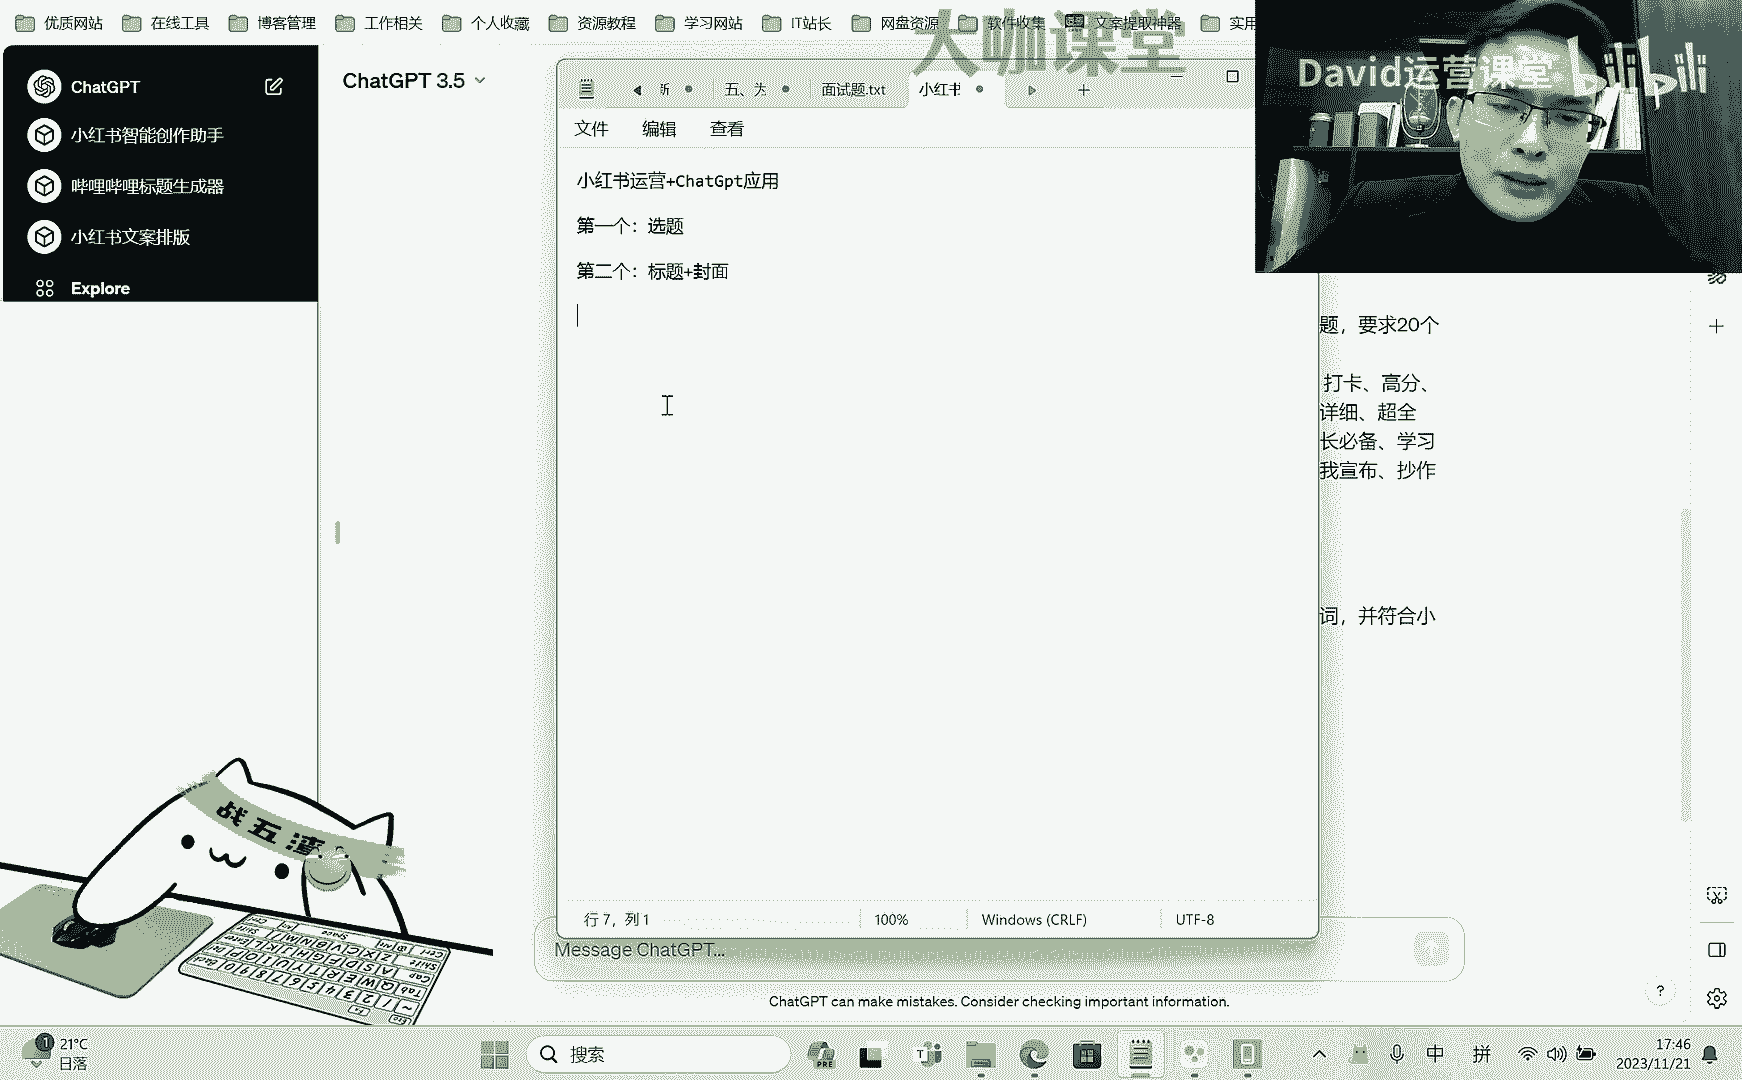 优质网站 在线工具 博客管理 工作相关 个人收藏 资源教程 学习网站 IT站长 网盘资源 软件收集 文案提取神器 实用
大咖课堂
David运营课堂 bilibili
ChatGPT
小红书智能创作助手
哔哩哔哩标题生成器
小红书文案排版
Explore
ChatGPT 3.5
五、为 面试题.txt 小红书
文件 编辑 查看
小红书运营+ChatGpt应用
第一个：选题
第二个：标题+封面
题，要求20个
打卡、高分、
详细、超全
长必备、学习
我宣布、抄作
词，并符合小
战五渣
行 7，列 1 100% Windows (CRLF) UTF-8
Message ChatGPT...
ChatGPT can make mistakes. Consider checking important information.
?
1 21°C
日落
搜索
PRE
中 拼
17:46
2023/11/21